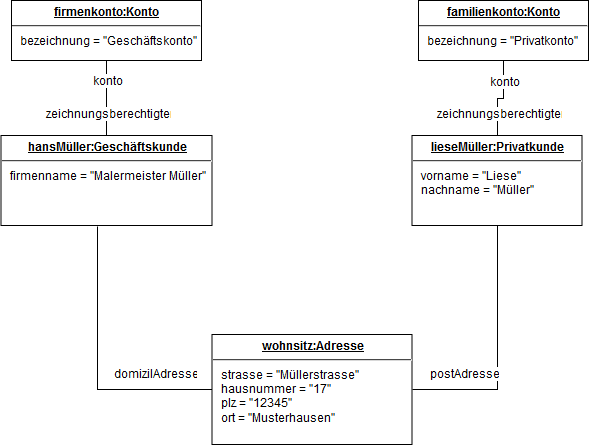 firmenkonto:Konto
bezeichnung = "Geschäftskonto"
familienkonto:Konto
bezeichnung = "Privatkonto"
konto
konto
zeichnungsberechtigte
zeichnungsberechtigte
hansMüller:Geschäftskunde
firmenname = "Malermeister Müller"
lieseMüller:Privatkunde
vorname = "Liese"
nachname = "Müller"
wohnsitz:Adresse
domizilAdresse
strasse = "Müllerstrasse"
hausnummer = "17"
plz = "12345"
ort = "Musterhausen"
postAdresse